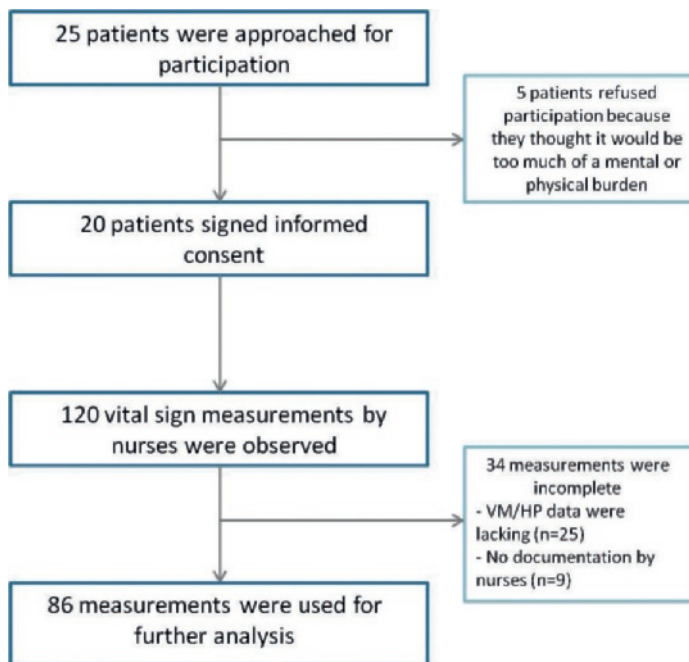 25 patients were approached for
participation
5 patients refused
participation because
they thought it would be
too much of a mental or
physical burden
20 patients signed informed
consent
120 vital sign measurements by
nurses were observed
34 measurements were
incomplete
- VM/HP data were
lacking (n=25)
- No documentation by
nurses (n=9)
86 measurements were used for
further analysis